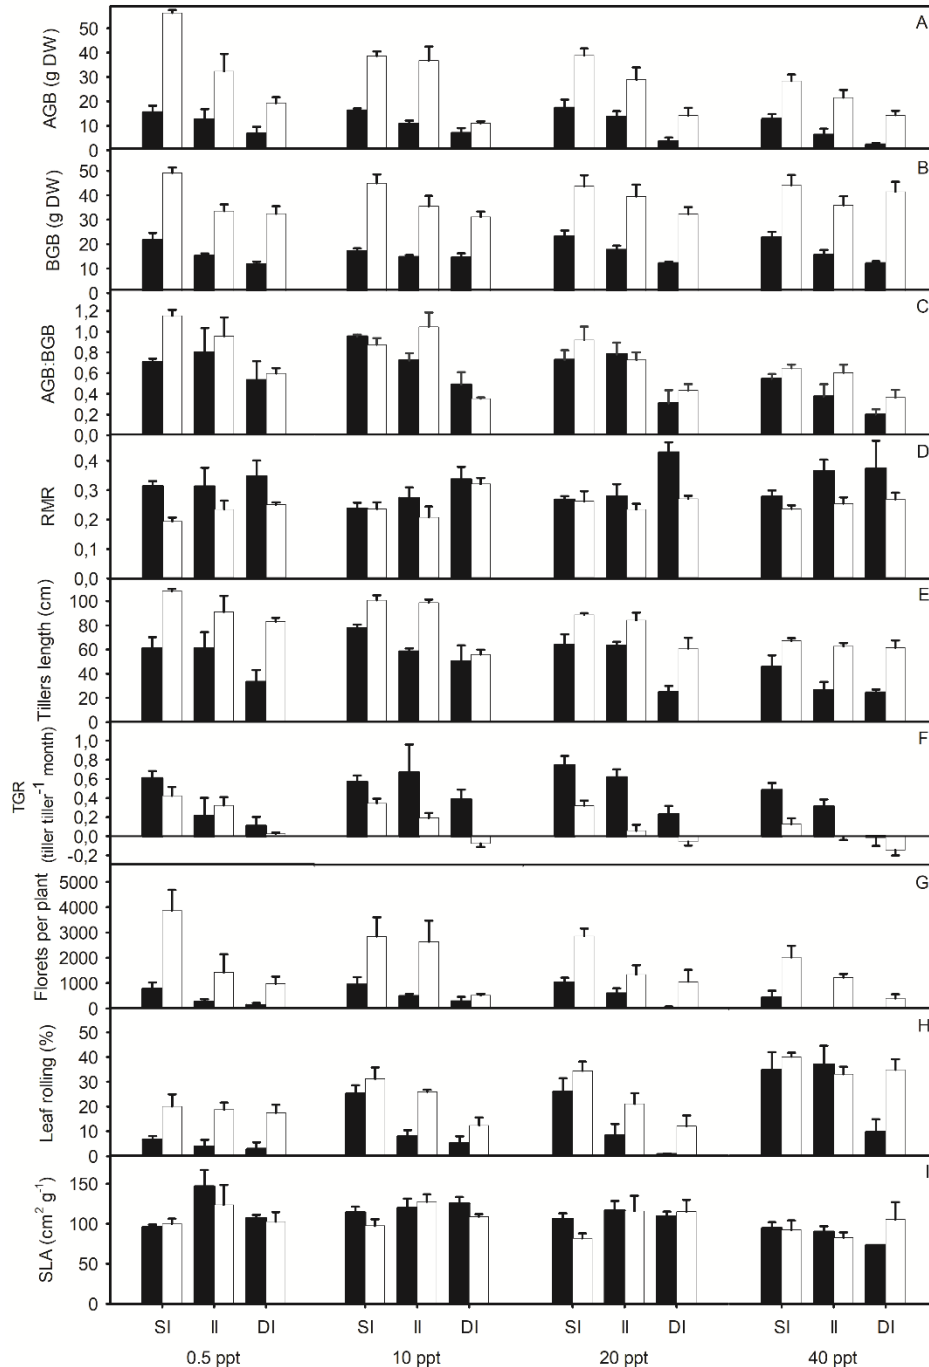 A
AGB (g DW)
50
40
30
20
10
0
B
BGB (g DW)
50
40
30
20
10
0
C
AGB:BGB
1,2
1,0
0,8
0,6
0,4
0,2
0,0
D
RMR
0,4
0,3
0,2
0,1
0,0
E
Tillers length (cm)
100
80
60
40
20
0
F
TGR
(tiller tiller⁻¹ month)
1,0
0,8
0,6
0,4
0,2
0,0
-0,2
G
Florets per plant
5000
4000
3000
2000
1000
0
H
Leaf rolling (%)
50
40
30
20
10
0
I
SLA (cm² g⁻¹)
150
100
50
0
SI II DI SI II DI SI II DI SI II DI
0.5 ppt 10 ppt 20 ppt 40 ppt